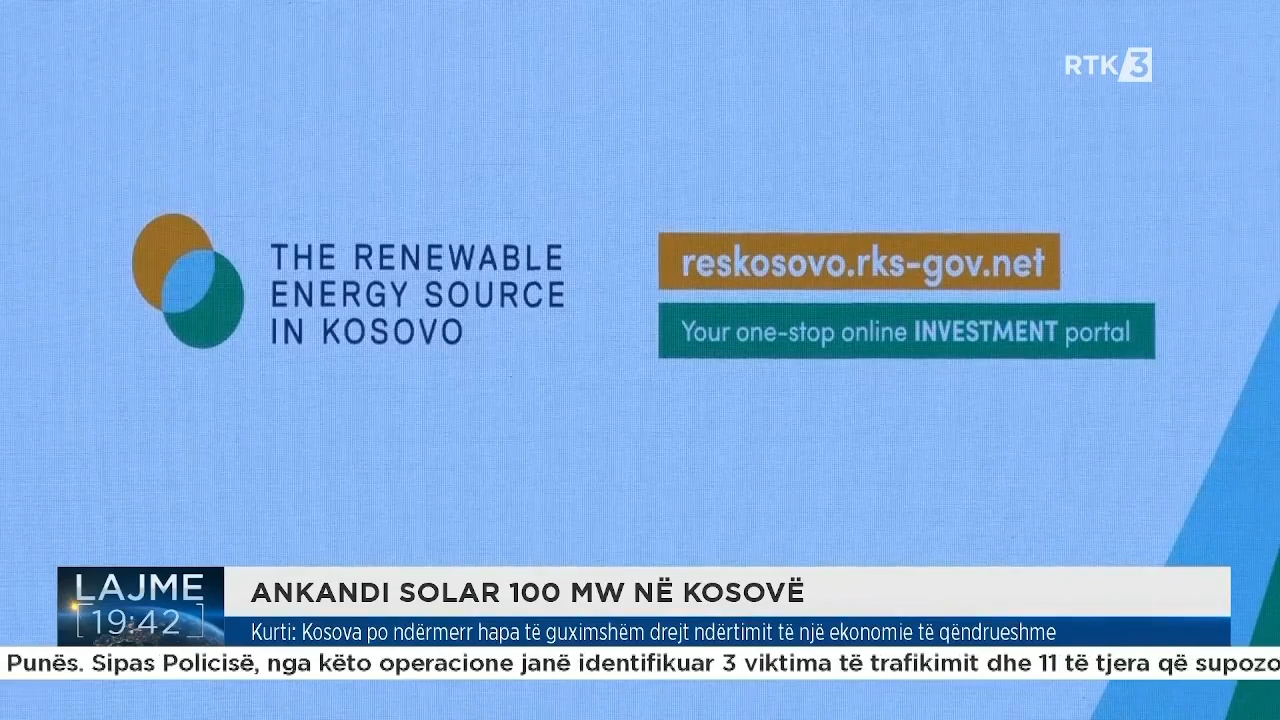 RTK 3
THE RENEWABLE
ENERGY SOURCE
IN KOSOVO
reskosovo.rks-gov.net
Your one-stop online INVESTMENT portal
LAJME
19:42
ANKANDI SOLAR 100 MW NË KOSOVË
Kurti: Kosova po ndërmerr hapa të guximshëm drejt ndërtimit të një ekonomie të qëndrueshme
Punës. Sipas Policisë, nga këto operacione janë identifikuar 3 viktima të trafikimit dhe 11 të tjera që supozo